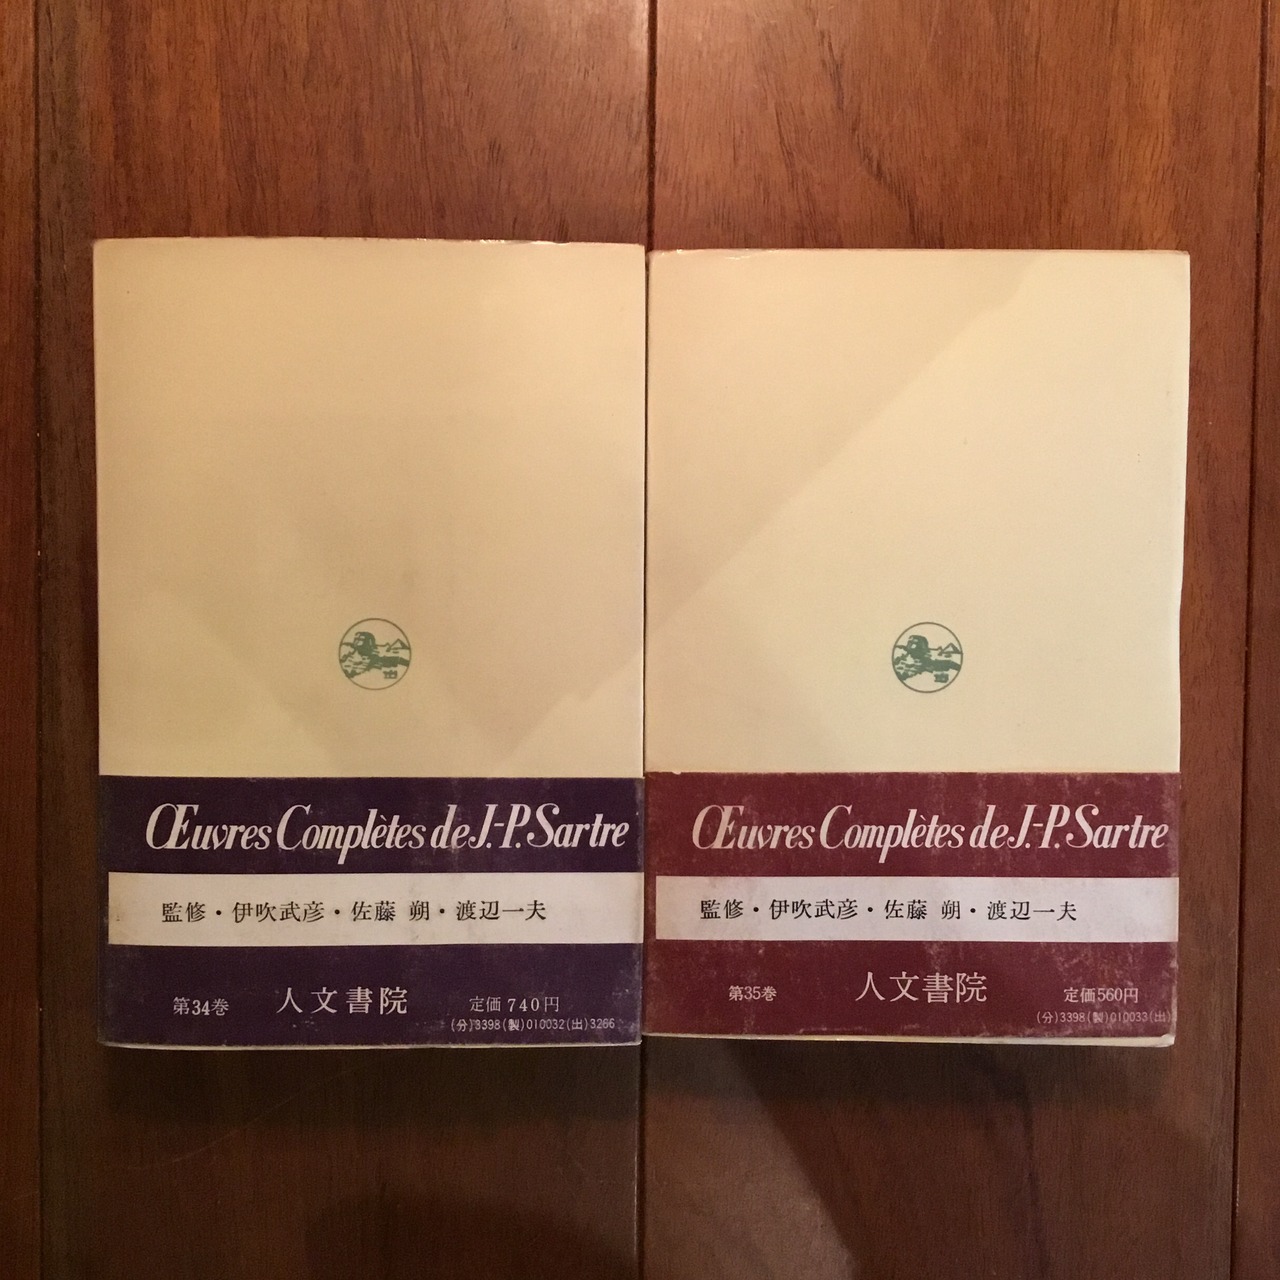 Œuvres Complètes de J.-P. Sartre
監修・伊吹武彦・佐藤 朔・渡辺一夫
第34巻 人文書院 定価740円
(分)3398(製)010032(出)3266
Œuvres Complètes de J.-P. Sartre
監修・伊吹武彦・佐藤 朔・渡辺一夫
第35巻 人文書院 定価560円
(分)3398(製)010033(出)